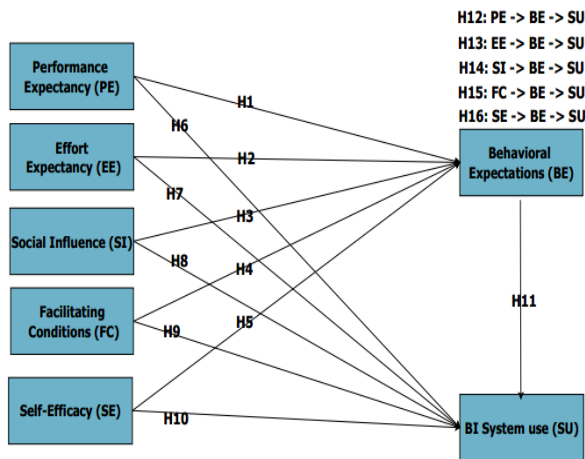 H12: PE -> BE -> SU
H13: EE -> BE -> SU
H14: SI -> BE -> SU
H15: FC -> BE -> SU
H16: SE -> BE -> SU
Performance
Expectancy (PE)
H1
H6
Effort
Expectancy (EE)
H2
Behavioral
Expectations (BE)
H7
Social Influence (SI)
H3
H8
H4
Facilitating
Conditions (FC)
H9
H5
H11
Self-Efficacy (SE)
H10
BI System use (SU)